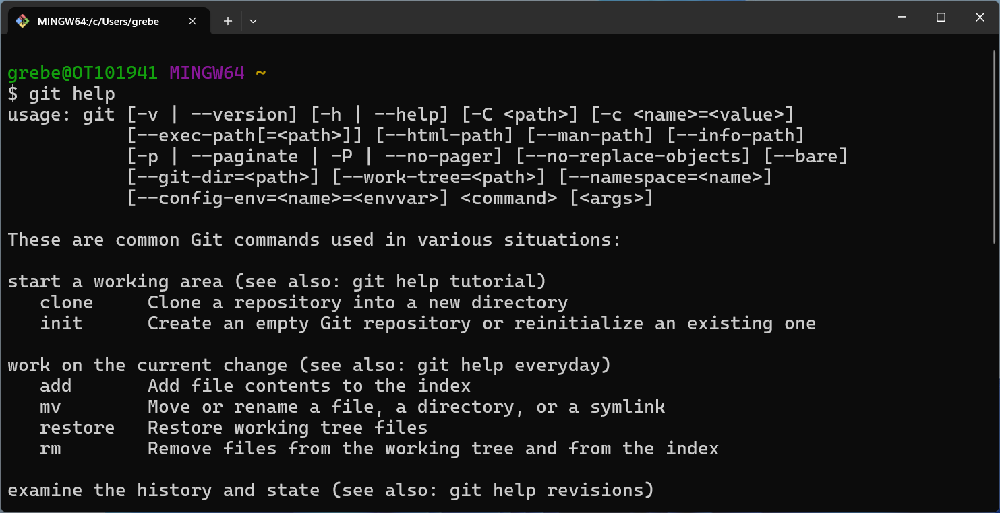 MINGW64:/c/Users/grebe
grebe@OT101941 MINGW64 ~
$ git help
usage: git [-v | --version] [-h | --help] [-C <path>] [-c <name>=<value>]
           [--exec-path[=<path>]] [--html-path] [--man-path] [--info-path]
           [-p | --paginate | -P | --no-pager] [--no-replace-objects] [--bare]
           [--git-dir=<path>] [--work-tree=<path>] [--namespace=<name>]
           [--config-env=<name>=<envvar>] <command> [<args>]

These are common Git commands used in various situations:

start a working area (see also: git help tutorial)
   clone     Clone a repository into a new directory
   init      Create an empty Git repository or reinitialize an existing one

work on the current change (see also: git help everyday)
   add       Add file contents to the index
   mv        Move or rename a file, a directory, or a symlink
   restore   Restore working tree files
   rm        Remove files from the working tree and from the index

examine the history and state (see also: git help revisions)